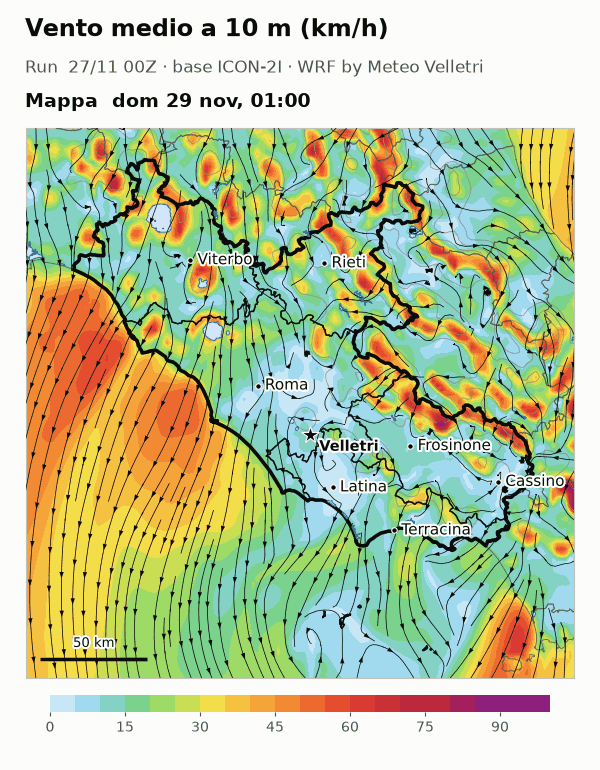 Vento medio a 10 m (km/h)
Run  27/11 00Z · base ICON-2I · WRF by Meteo Velletri
Mappa  dom 29 nov, 01:00
Viterbo
Rieti
Roma
Velletri
Frosinone
Latina
Cassino
Terracina
50 km
0 15 30 45 60 75 90